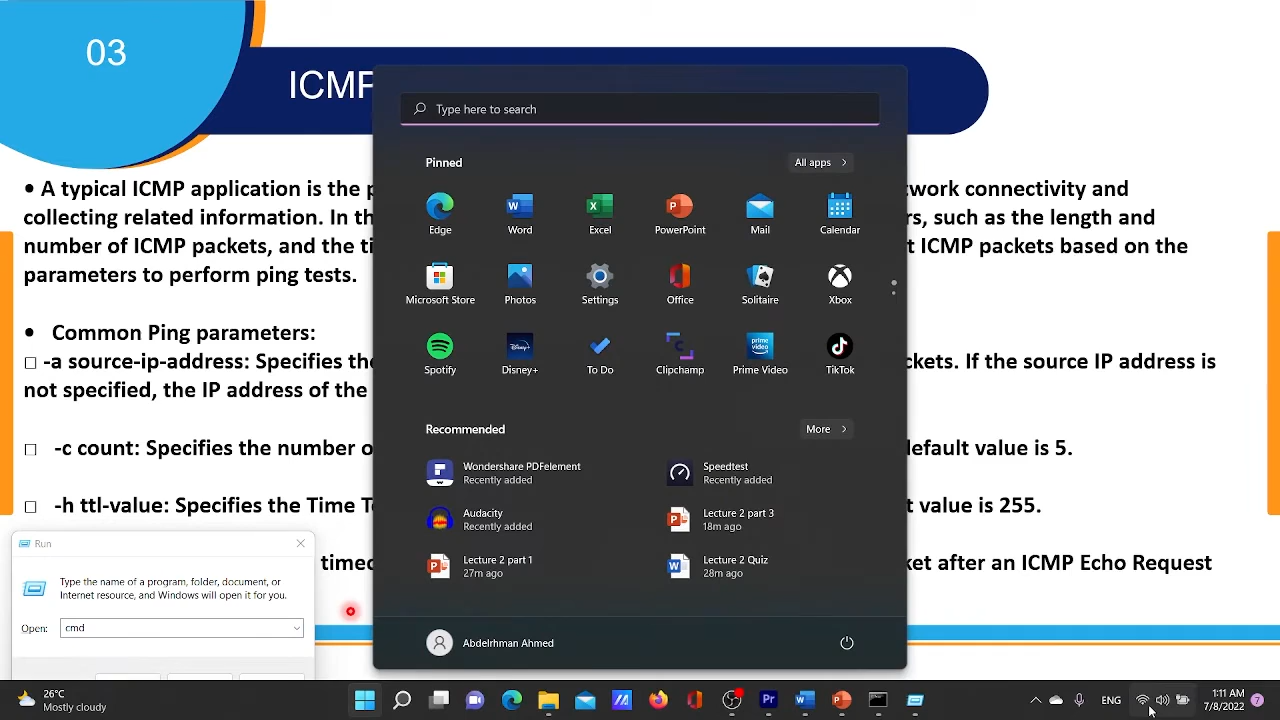 03
ICMP
• A typical ICMP application is the p
twork connectivity and
collecting related information. In th
rs, such as the length and
number of ICMP packets, and the ti
t ICMP packets based on the
parameters to perform ping tests.
• Common Ping parameters:
□ -a source-ip-address: Specifies the
ckets. If the source IP address is
not specified, the IP address of the
□ -c count: Specifies the number o
default value is 5.
□ -h ttl-value: Specifies the Time T
t value is 255.
timeo
ket after an ICMP Echo Request
Type here to search
Pinned
All apps >
Edge
Word
Excel
PowerPoint
Mail
Calendar
Microsoft Store
Photos
Settings
Office
Solitaire
Xbox
Spotify
Disney+
To Do
Clipchamp
prime video
Prime Video
TikTok
Recommended
More >
Wondershare PDFelement
Recently added
Speedtest
Recently added
Audacity
Recently added
Lecture 2 part 3
18m ago
Lecture 2 part 1
27m ago
Lecture 2 Quiz
28m ago
Abdelrhman Ahmed
Run
Type the name of a program, folder, document, or
Internet resource, and Windows will open it for you.
Open: cmd
26°C
Mostly cloudy
ENG
1:11 AM
7/8/2022
7